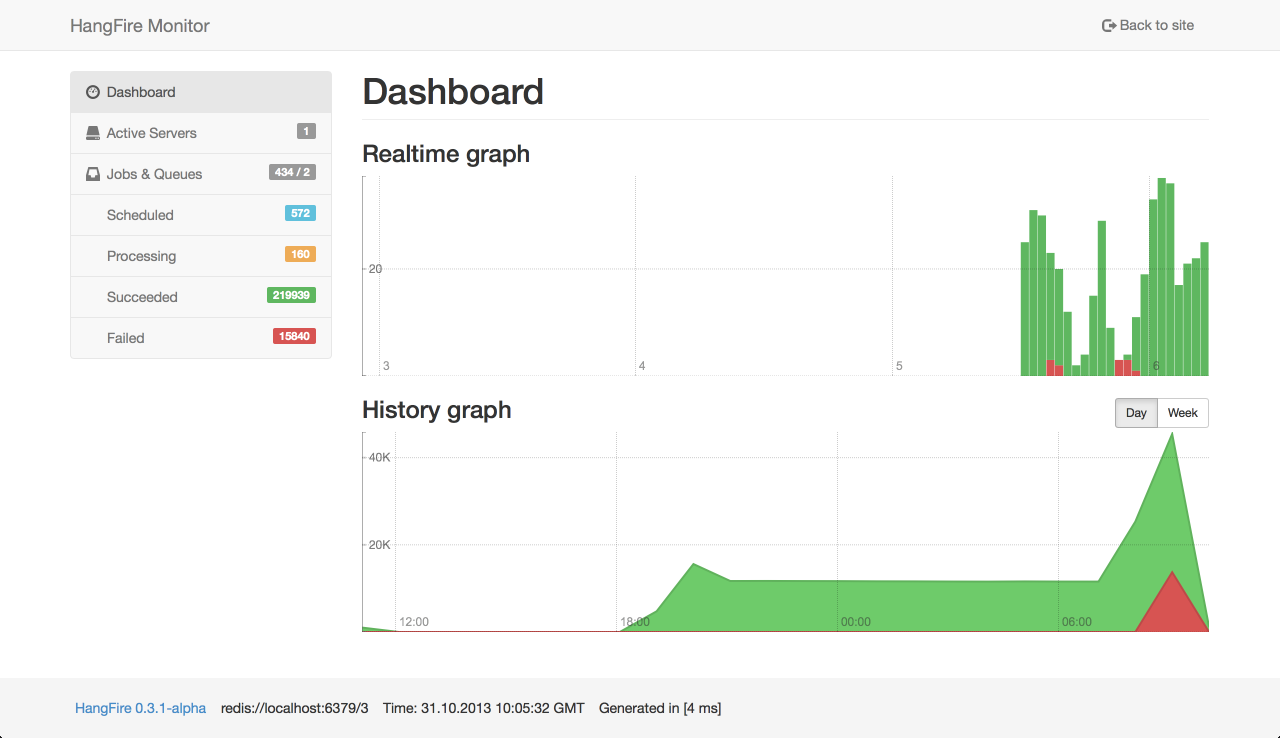 HangFire Monitor
Back to site
Dashboard
Active Servers 1
Jobs & Queues 434 / 2
Scheduled 572
Processing 160
Succeeded 219939
Failed 15840
Dashboard
Realtime graph
20
3 4 5 6
History graph
Day Week
40K
20K
12:00 18:00 00:00 06:00
HangFire 0.3.1-alpha redis://localhost:6379/3 Time: 31.10.2013 10:05:32 GMT Generated in [4 ms]